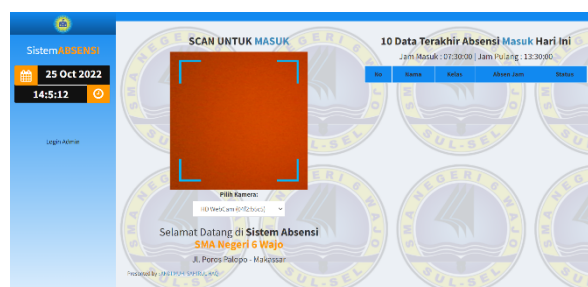 SistemABSENSI
25 Oct 2022
14:5:12
Login Admin
SCAN UNTUK MASUK
Pilih Kamera:
HD WebCam
Selamat Datang di Sistem Absensi
SMA Negeri 6 Wajo
Jl. Poros Palopo - Makassar
10 Data Terakhir Absensi Masuk Hari Ini
Jam Masuk : 07:30:00 | Jam Pulang : 13:30:00
No Nama Kelas Absen Jam Status